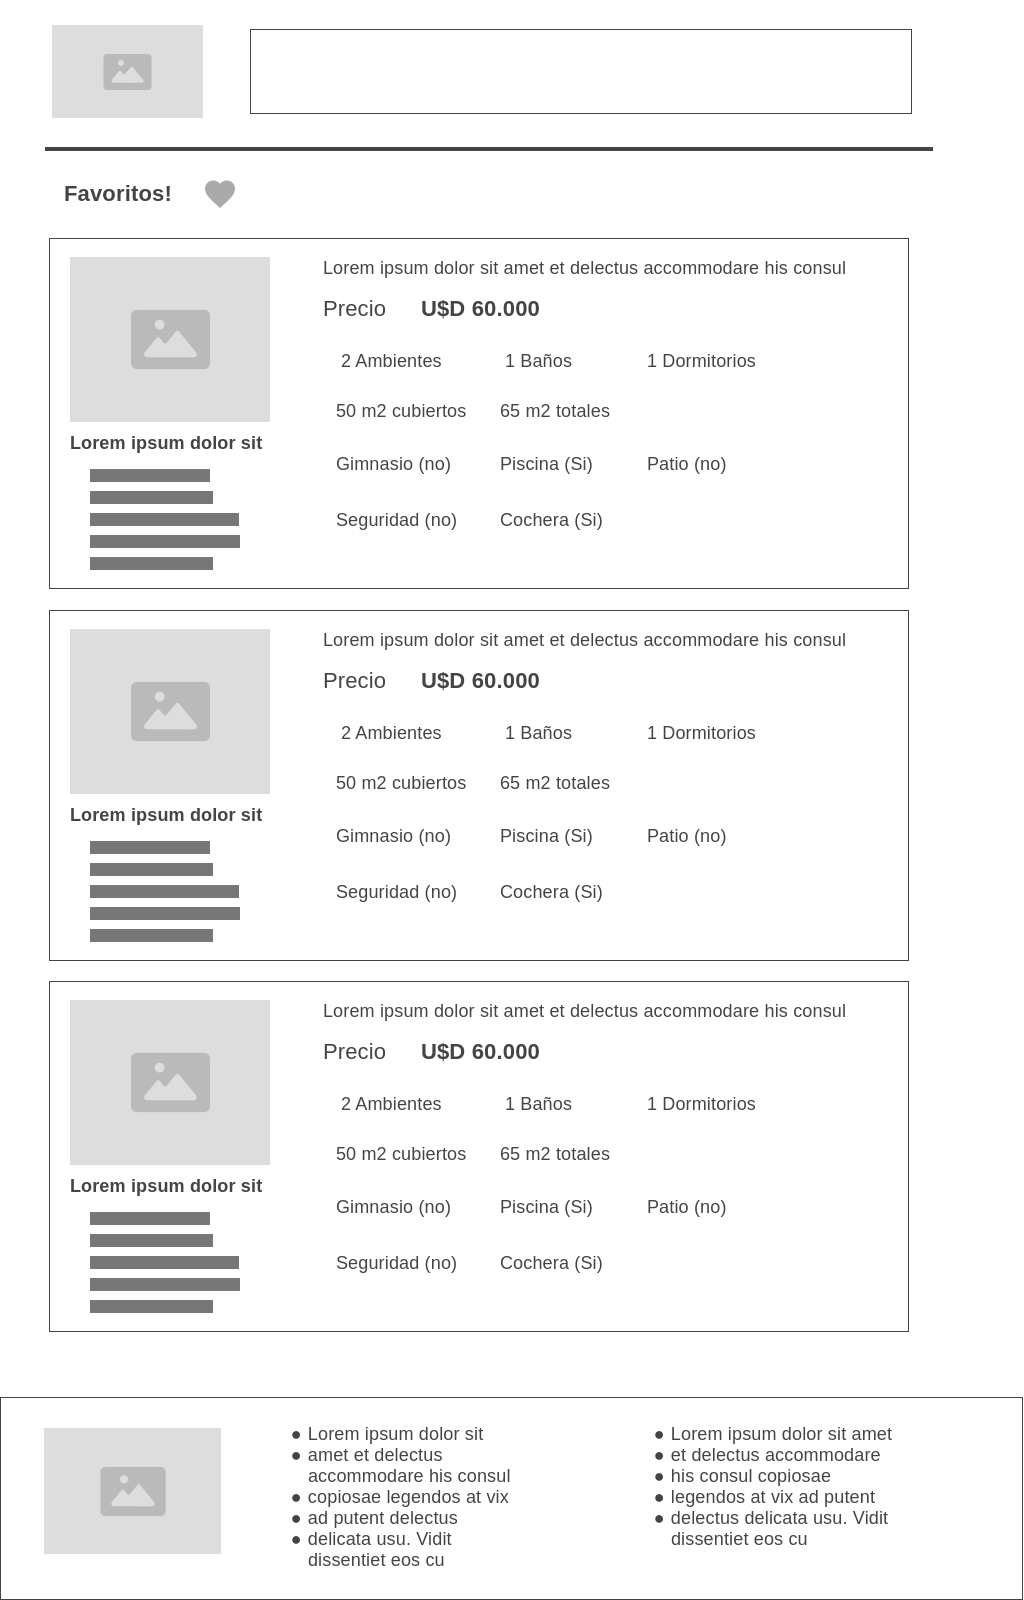 Favoritos!
Lorem ipsum dolor sit amet et delectus accommodare his consul
Precio U$D 60.000
2 Ambientes 1 Baños 1 Dormitorios
50 m2 cubiertos 65 m2 totales
Gimnasio (no) Piscina (Si) Patio (no)
Seguridad (no) Cochera (Si)
Lorem ipsum dolor sit
Lorem ipsum dolor sit amet et delectus accommodare his consul
Precio U$D 60.000
2 Ambientes 1 Baños 1 Dormitorios
50 m2 cubiertos 65 m2 totales
Gimnasio (no) Piscina (Si) Patio (no)
Seguridad (no) Cochera (Si)
Lorem ipsum dolor sit
Lorem ipsum dolor sit amet et delectus accommodare his consul
Precio U$D 60.000
2 Ambientes 1 Baños 1 Dormitorios
50 m2 cubiertos 65 m2 totales
Gimnasio (no) Piscina (Si) Patio (no)
Seguridad (no) Cochera (Si)
Lorem ipsum dolor sit
● Lorem ipsum dolor sit
● amet et delectus
accommodare his consul
● copiosae legendos at vix
● ad putent delectus
● delicata usu. Vidit
dissentiet eos cu
● Lorem ipsum dolor sit amet
● et delectus accommodare
● his consul copiosae
● legendos at vix ad putent
● delectus delicata usu. Vidit
dissentiet eos cu